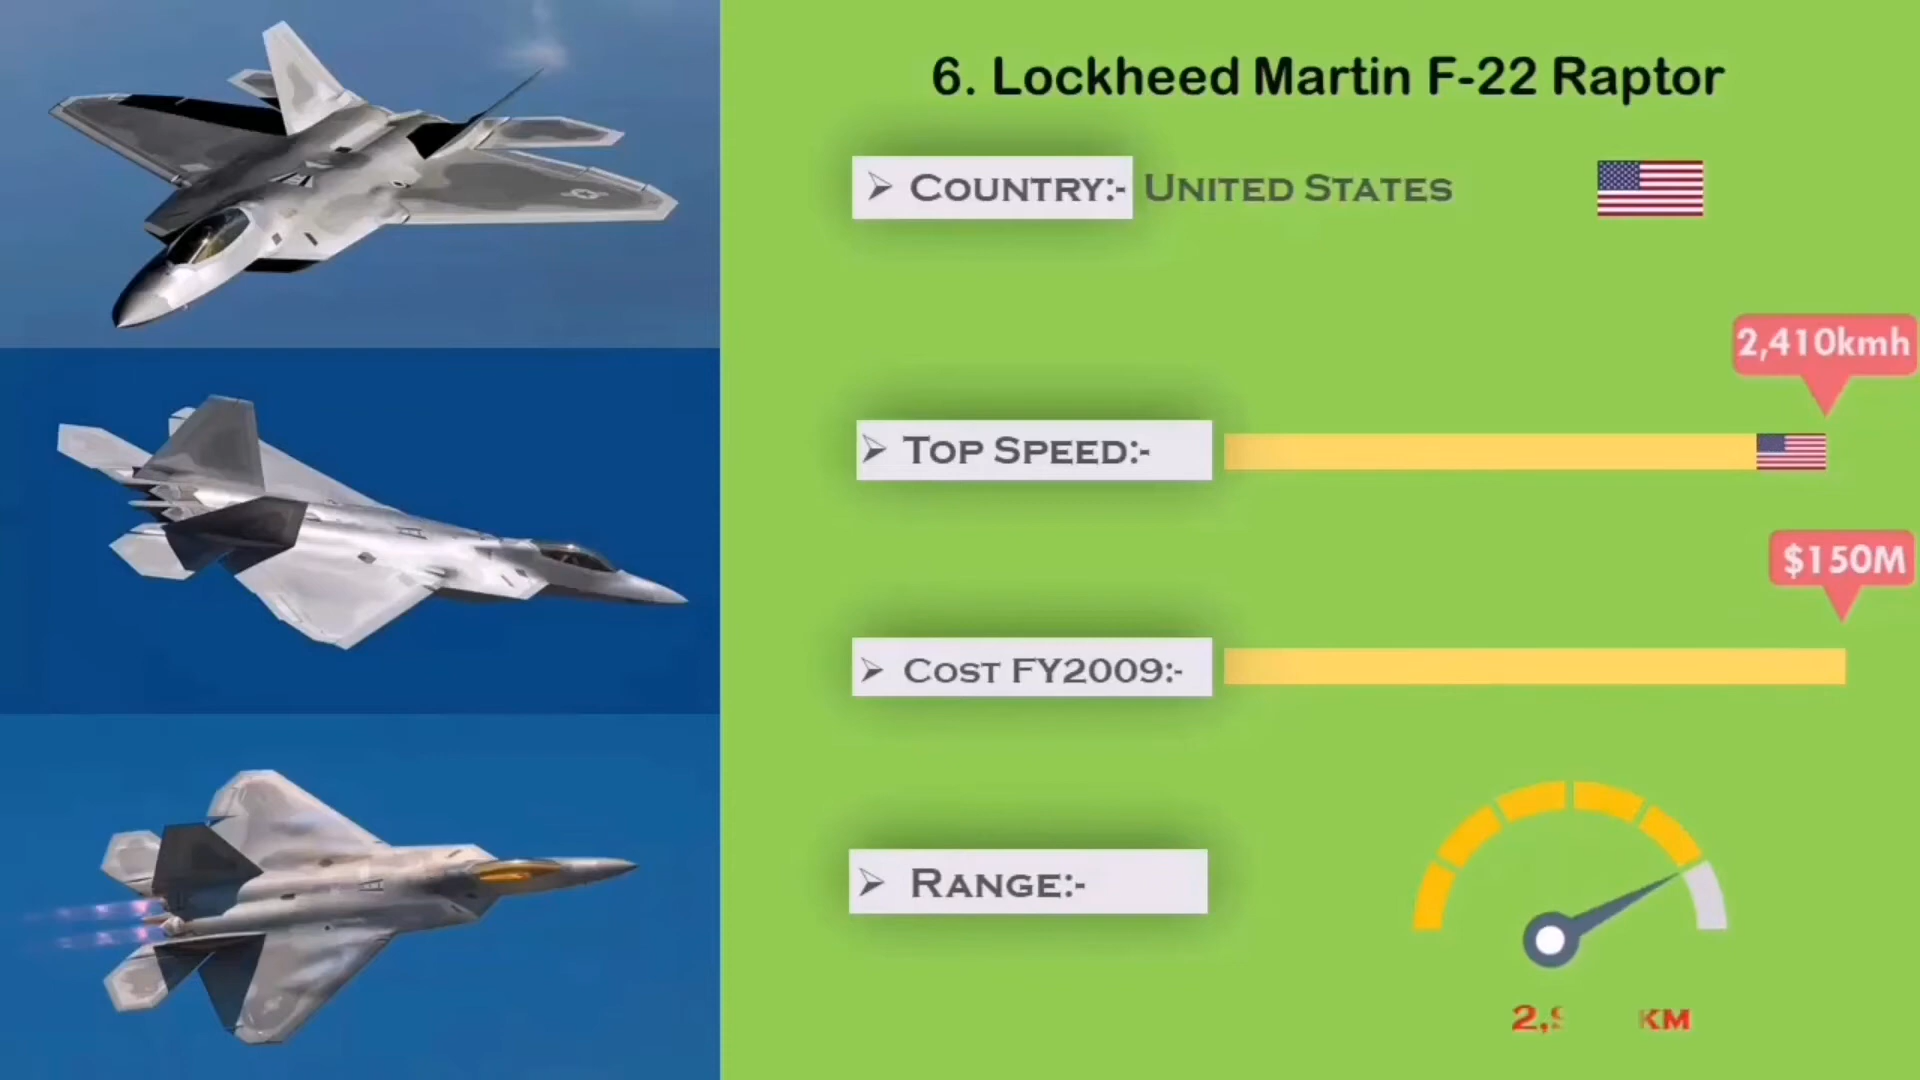 6. Lockheed Martin F-22 Raptor
➢ COUNTRY:- UNITED STATES
2,410kmh
➢ TOP SPEED:-
$150M
➢ COST FY2009:-
➢ RANGE:-
KM